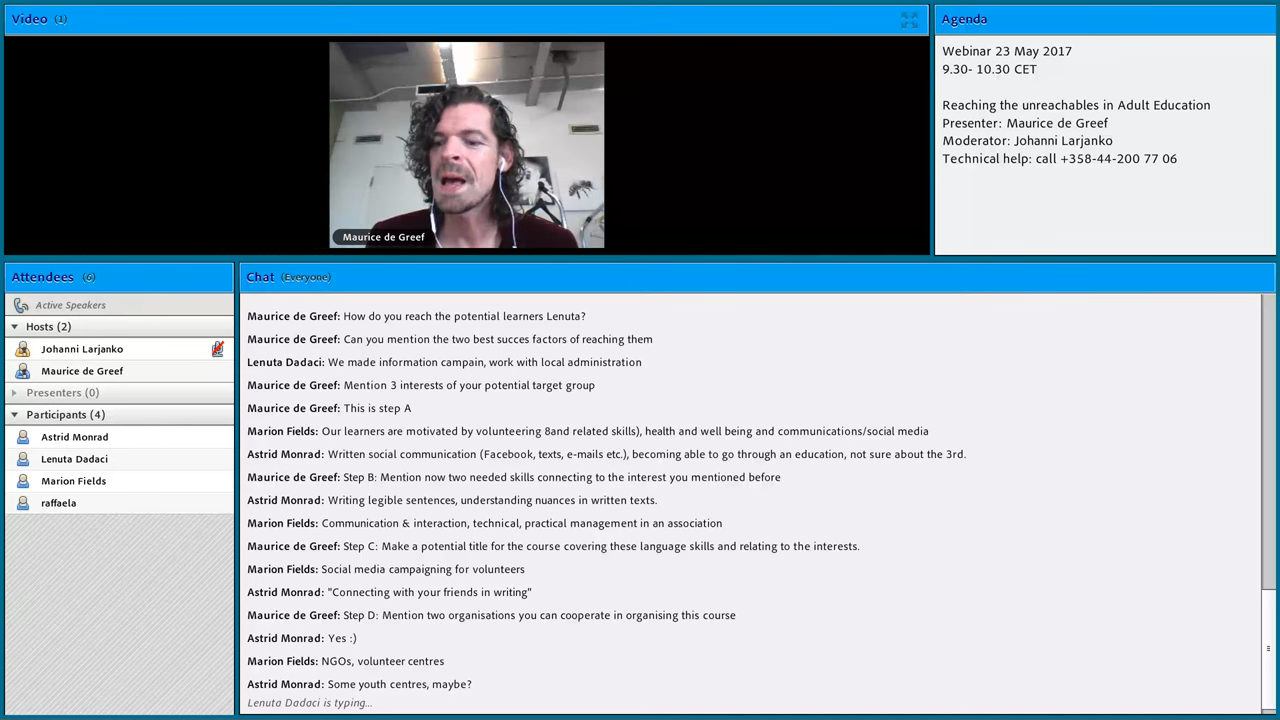 Video (1)
Maurice de Greef
Agenda
Webinar 23 May 2017
9.30- 10.30 CET
Reaching the unreachables in Adult Education
Presenter: Maurice de Greef
Moderator: Johanni Larjanko
Technical help: call +358-44-200 77 06
Attendees (6)
Active Speakers
Hosts (2)
Johanni Larjanko
Maurice de Greef
Presenters (0)
Participants (4)
Astrid Monrad
Lenuta Dadaci
Marion Fields
raffaela
Chat (Everyone)
Maurice de Greef: How do you reach the potential learners Lenuta?
Maurice de Greef: Can you mention the two best succes factors of reaching them
Lenuta Dadaci: We made information campain, work with local administration
Maurice de Greef: Mention 3 interests of your potential target group
Maurice de Greef: This is step A
Marion Fields: Our learners are motivated by volunteering 8and related skills), health and well being and communications/social media
Astrid Monrad: Written social communication (Facebook, texts, e-mails etc.), becoming able to go through an education, not sure about the 3rd.
Maurice de Greef: Step B: Mention now two needed skills connecting to the interest you mentioned before
Astrid Monrad: Writing legible sentences, understanding nuances in written texts.
Marion Fields: Communication & interaction, technical, practical management in an association
Maurice de Greef: Step C: Make a potential title for the course covering these language skills and relating to the interests.
Marion Fields: Social media campaigning for volunteers
Astrid Monrad: "Connecting with your friends in writing"
Maurice de Greef: Step D: Mention two organisations you can cooperate in organising this course
Astrid Monrad: Yes :)
Marion Fields: NGOs, volunteer centres
Astrid Monrad: Some youth centres, maybe?
Lenuta Dadaci is typing...